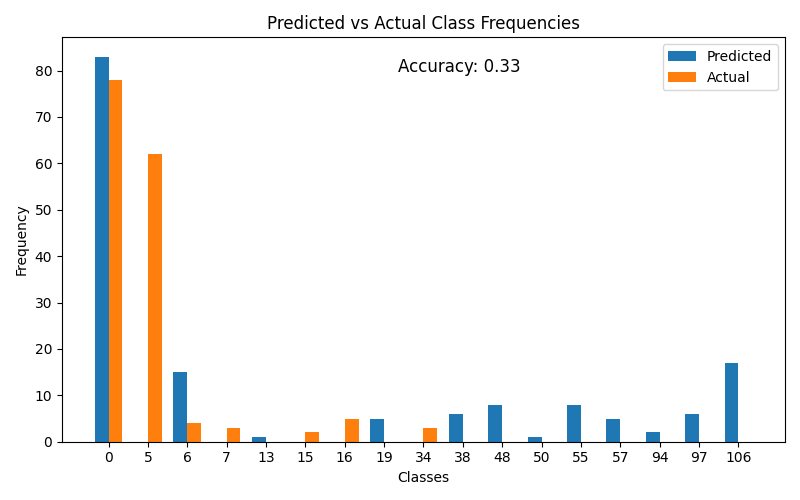 Predicted vs Actual Class Frequencies
Accuracy: 0.33
Predicted
Actual
Frequency
80
70
60
50
40
30
20
10
0
0 5 6 7 13 15 16 19 34 38 48 50 55 57 94 97 106
Classes